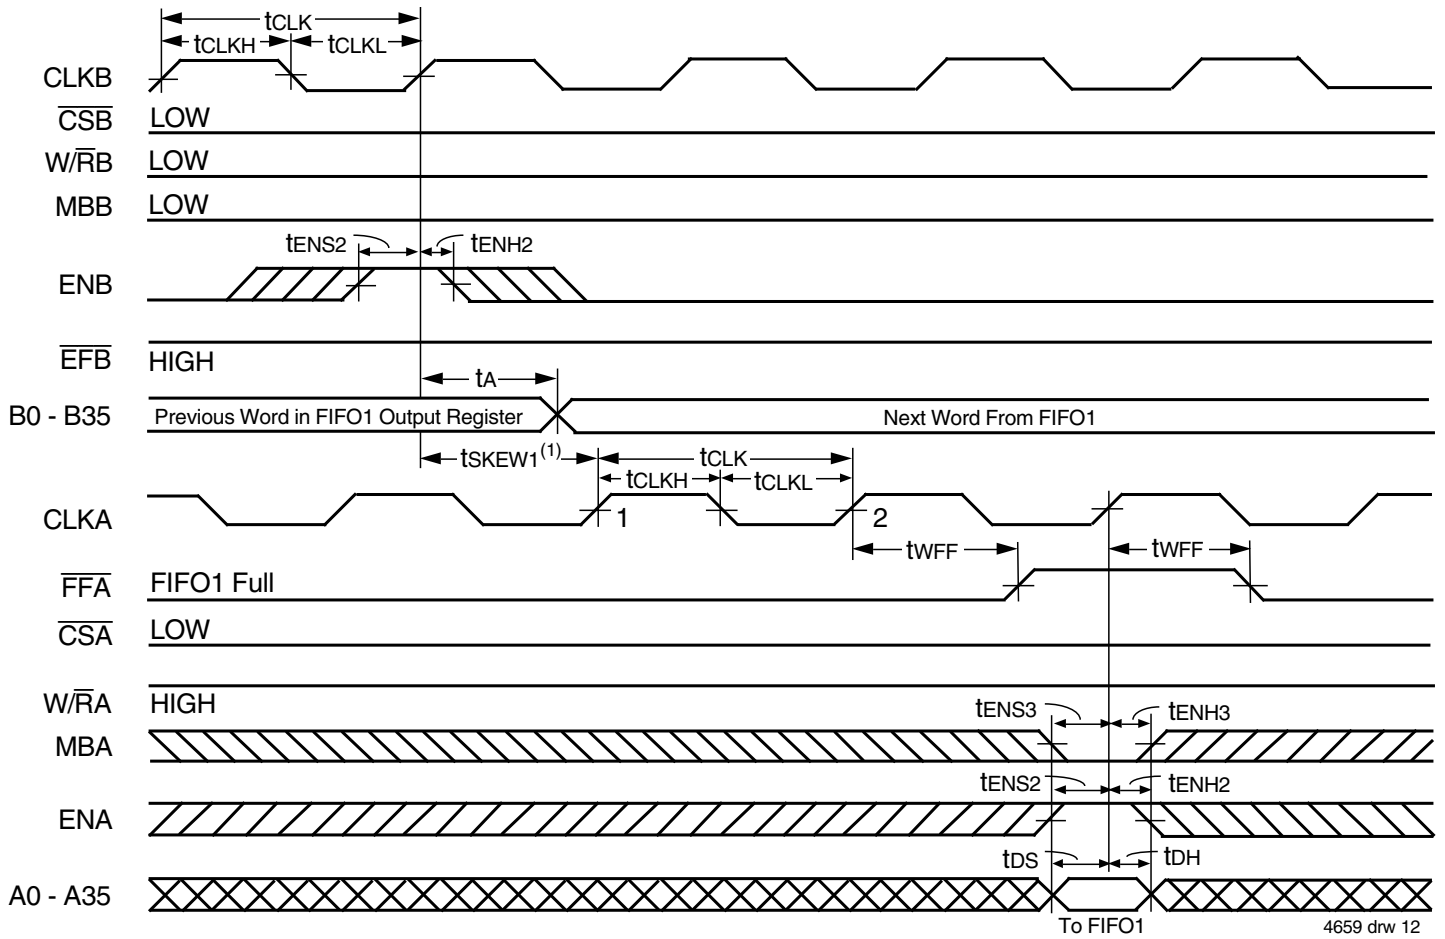 tCLK
tCLKH tCLKL
CLKB
CSB LOW
W/RB LOW
MBB LOW
tENS2 tENH2
ENB
EFB HIGH
tA
B0 - B35 Previous Word in FIFO1 Output Register Next Word From FIFO1
tSKEW1(1) tCLK
tCLKH tCLKL
CLKA 1 2
tWFF tWFF
FFA FIFO1 Full
CSA LOW
W/RA HIGH
tENS3 tENH3
MBA
tENS2 tENH2
ENA
tDS tDH
A0 - A35
To FIFO1 4659 drw 12